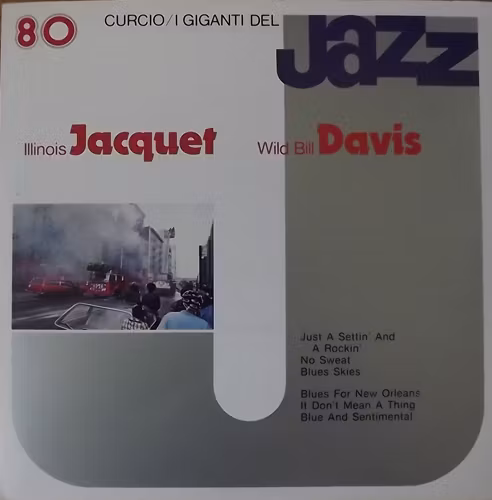 80
CURCIO/I GIGANTI DEL
Jazz
Illinois Jacquet
Wild Bill Davis
Just A Settin' And
A Rockin'
No Sweat
Blues Skies
Blues For New Orleans
It Don't Mean A Thing
Blue And Sentimental